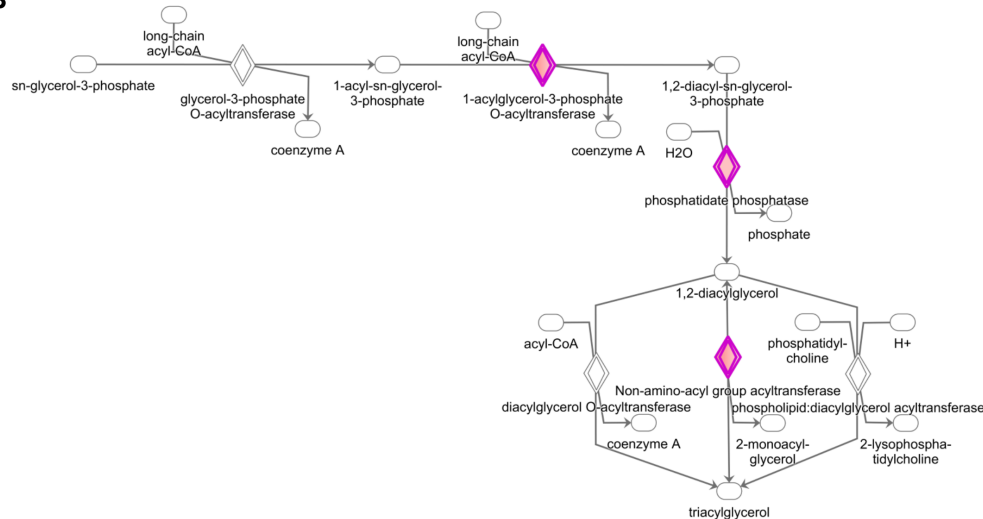 long-chain
acyl-CoA
sn-glycerol-3-phosphate
glycerol-3-phosphate
O-acyltransferase
coenzyme A
1-acyl-sn-glycerol-
3-phosphate
long-chain
acyl-CoA
1-acylglycerol-3-phosphate
O-acyltransferase
coenzyme A
1,2-diacyl-sn-glycerol-
3-phosphate
H2O
phosphatidate phosphatase
phosphate
1,2-diacylglycerol
acyl-CoA
diacylglycerol O-acyltransferase
coenzyme A
Non-amino-acyl group acyltransferase
2-monoacyl-
glycerol
phosphatidyl-
choline
H+
phospholipid:diacylglycerol acyltransferase
2-lysophospha-
tidylcholine
triacylglycerol